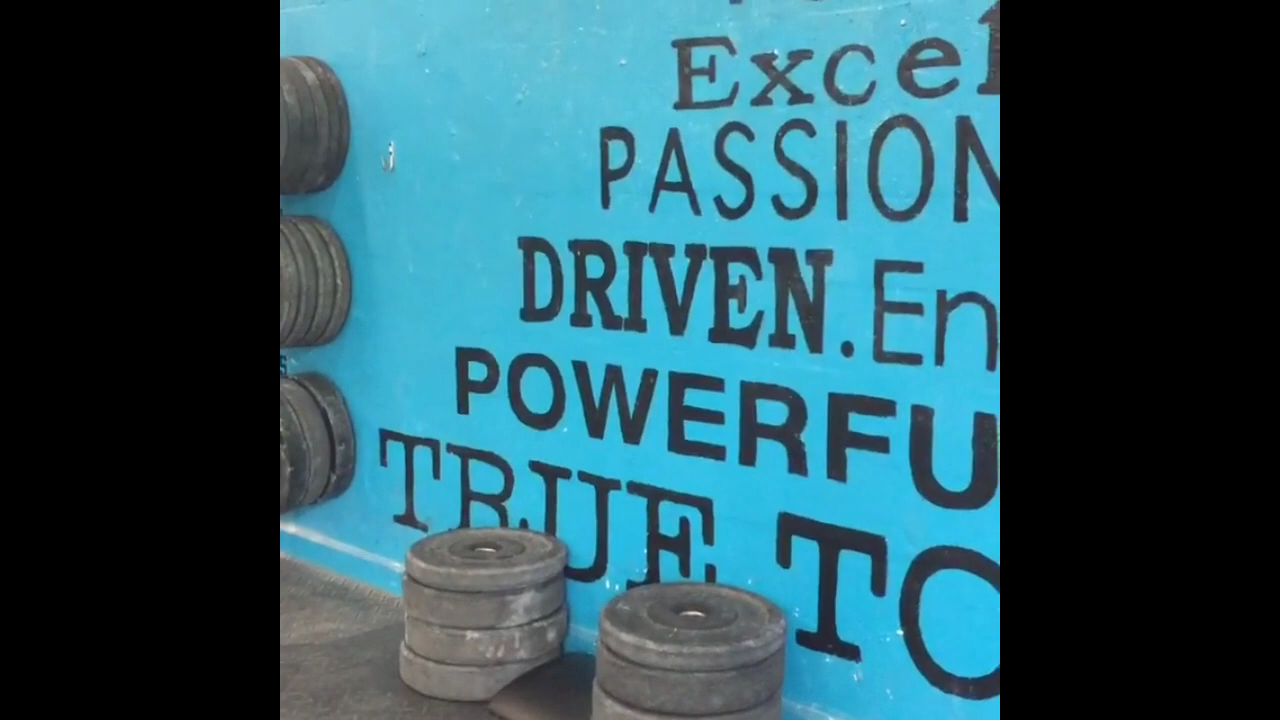 Excel
PASSION
DRIVEN. En
POWERFU
TRUE TO